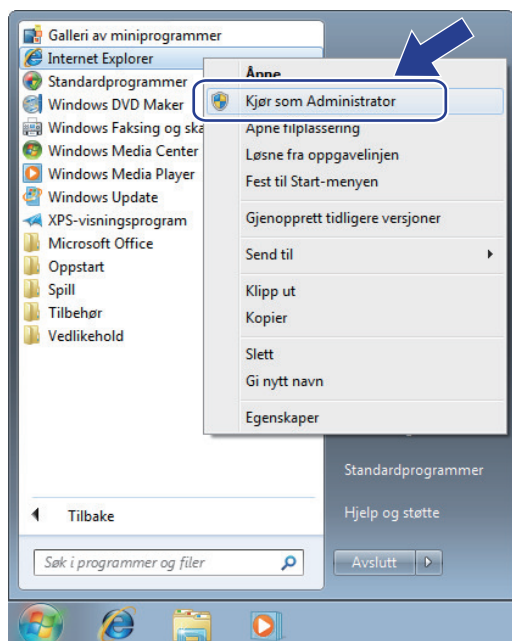 Galleri av miniprogrammer
Internet Explorer
Standardprogrammer
Windows DVD Maker
Windows Faksing og ska
Windows Media Center
Windows Media Player
Windows Update
XPS-visningsprogram
Microsoft Office
Oppstart
Spill
Tilbehør
Vedlikehold
Tilbake
Søk i programmer og filer
Åpne
Kjør som Administrator
Åpne filplassering
Løsne fra oppgavelinjen
Fest til Start-menyen
Gjenopprett tidligere versjoner
Send til
Klipp ut
Kopier
Slett
Gi nytt navn
Egenskaper
Standardprogrammer
Hjelp og støtte
Avslutt